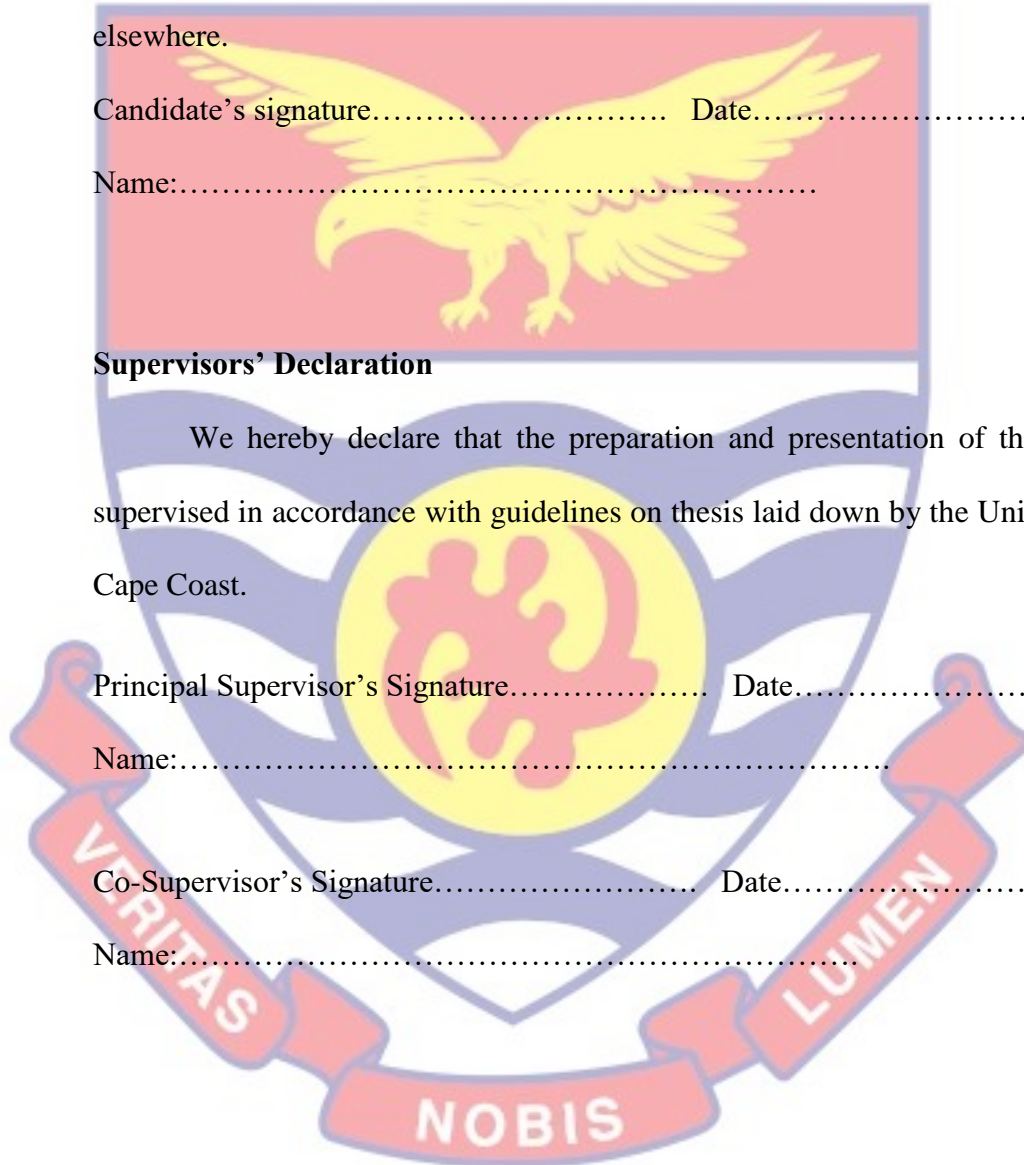 elsewhere.
Candidate’s signature………………………. Date………………………
Name:……………………………………………………
Supervisors’ Declaration
We hereby declare that the preparation and presentation of th
supervised in accordance with guidelines on thesis laid down by the Uni
Cape Coast.
Principal Supervisor’s Signature………………. Date…………………
Name:………………………………………………………….
Co-Supervisor’s Signature……………………. Date…………………
Name:……………………………………………………….
VERITAS
NOBIS
LUMEN